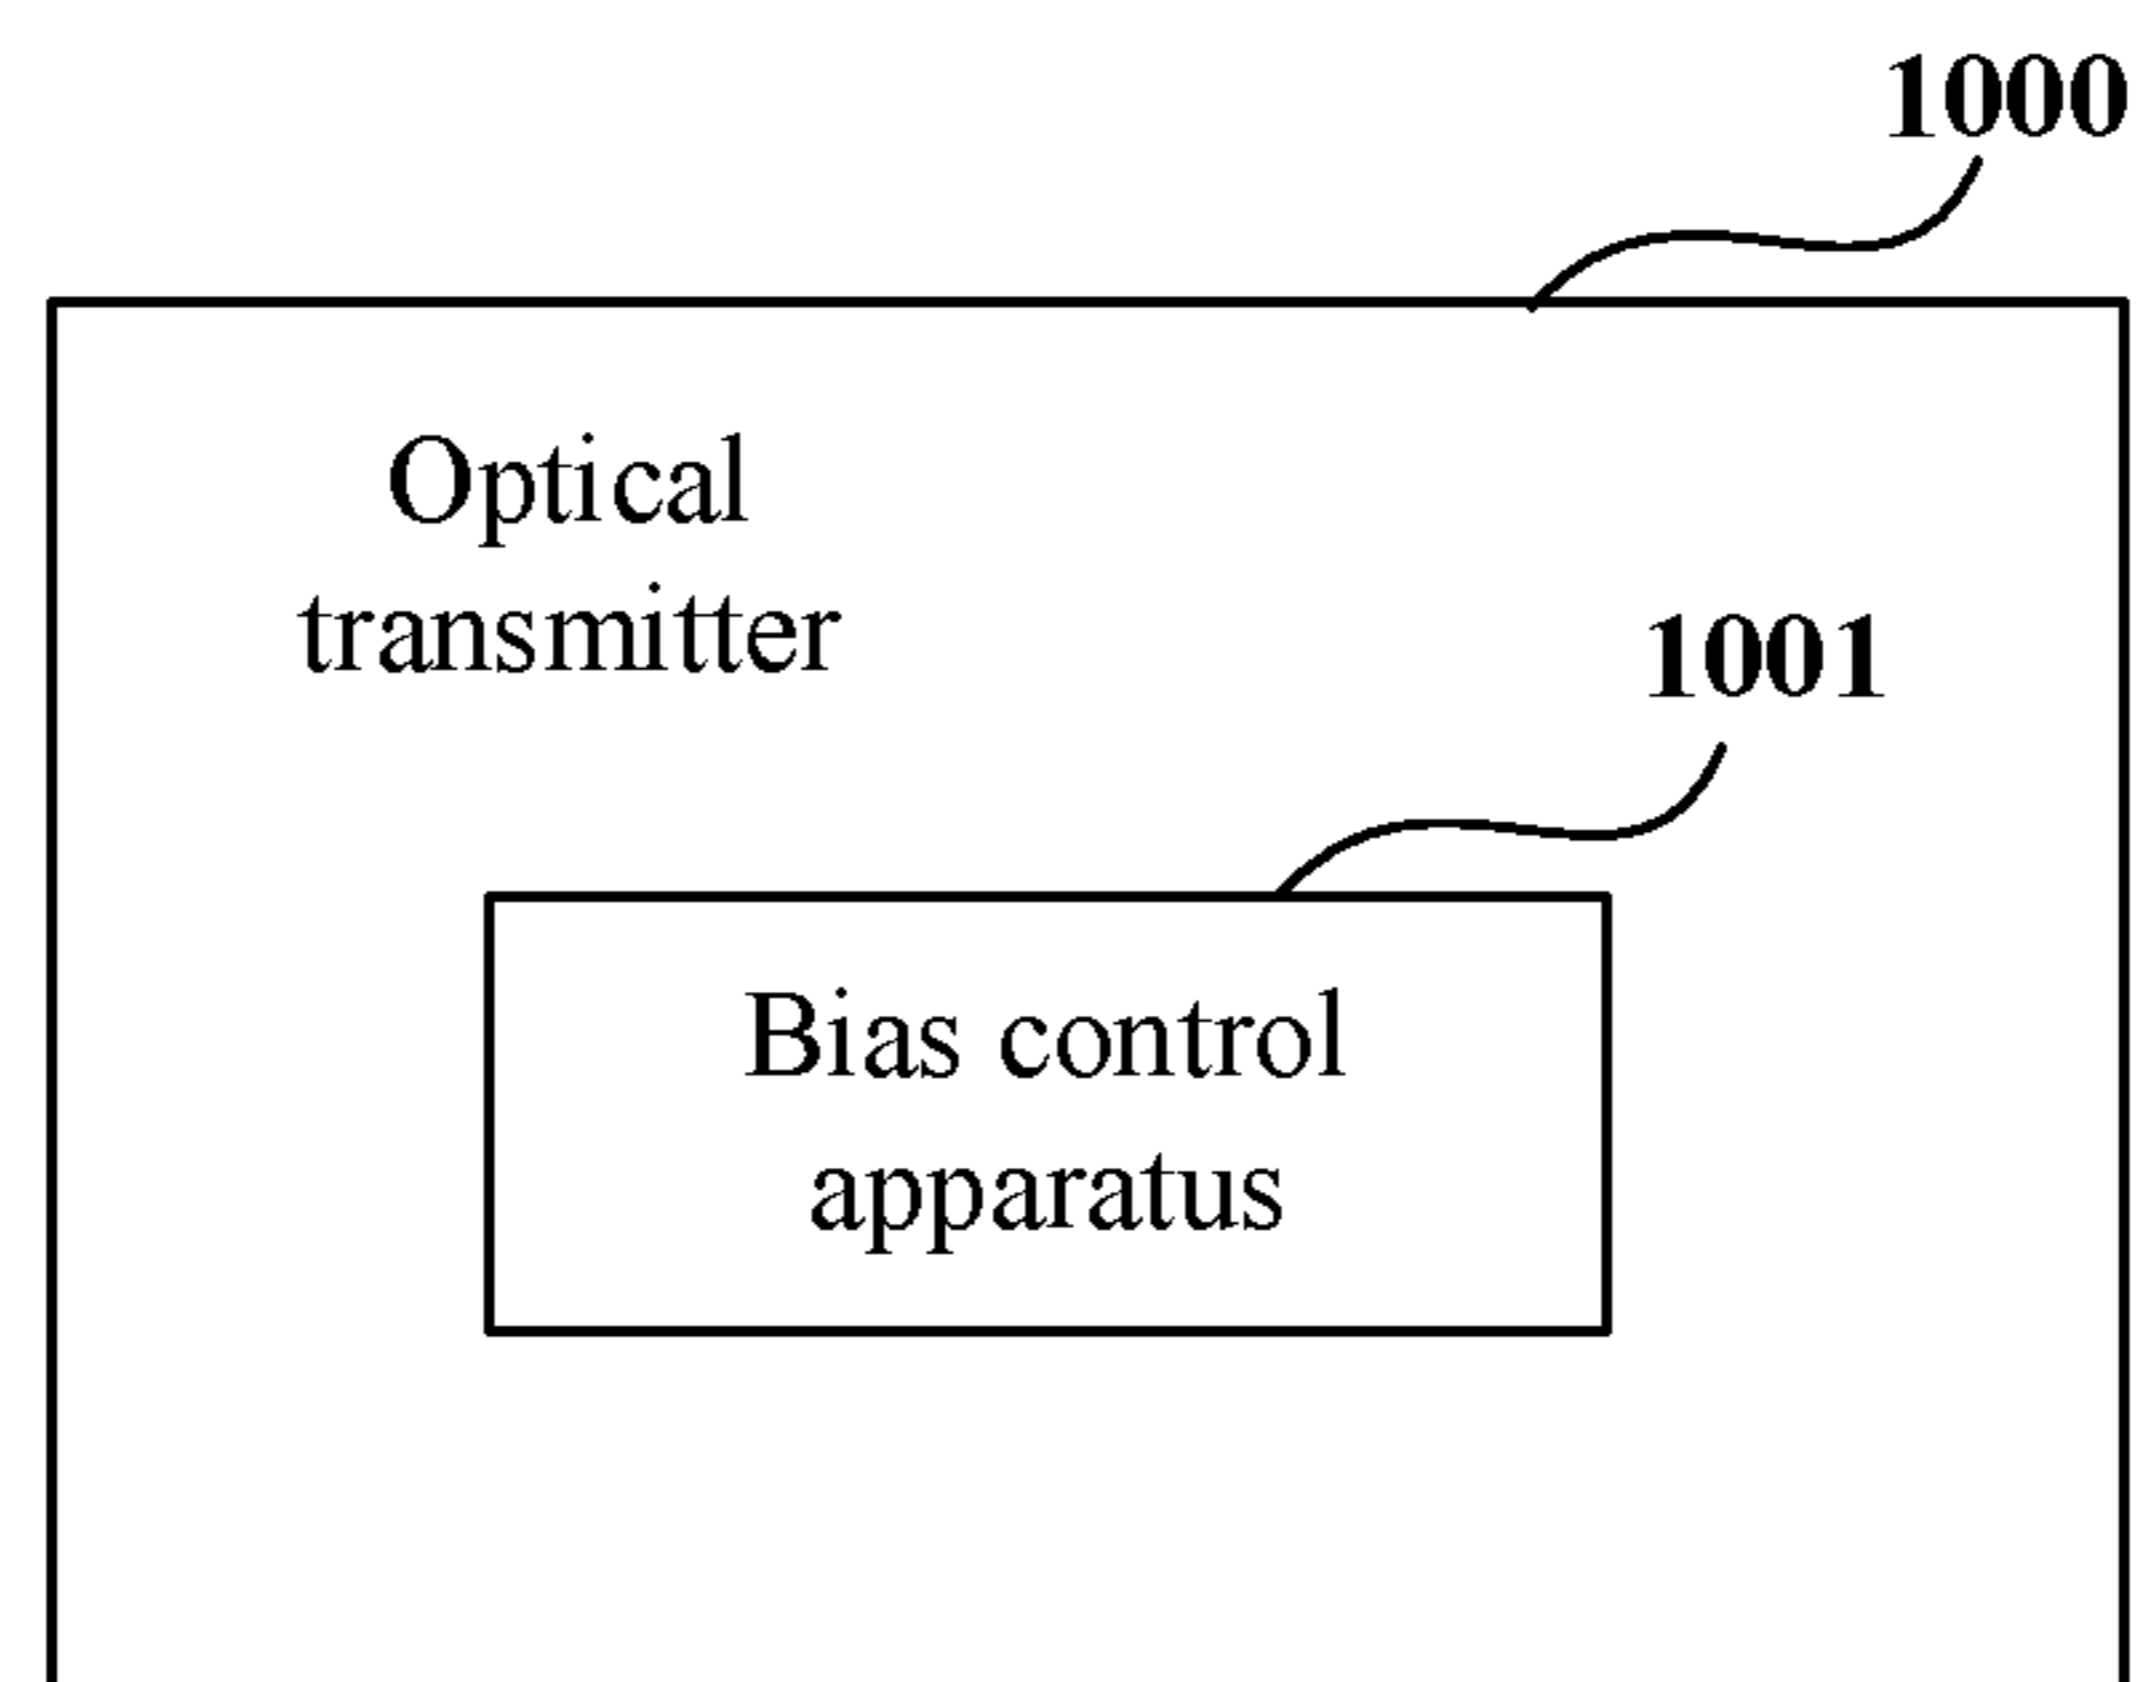 1000
Optical
transmitter
1001
Bias control
apparatus